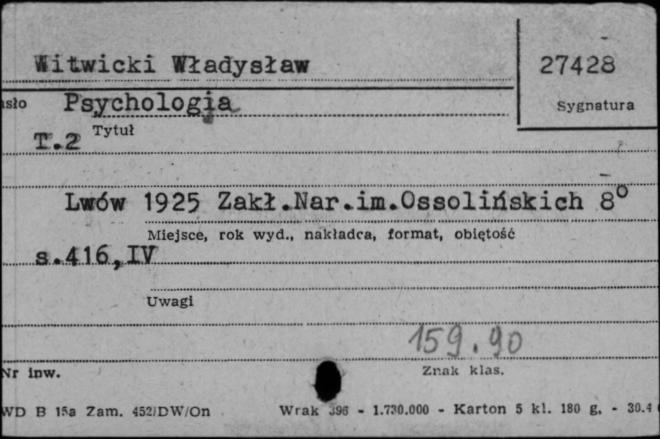 Witwicki Władysław
27428
Sygnatura
Psychologia
Tytuł
T.2
Lwów 1925 Zakł.Nar.im.Ossolińskich 8°
Miejsce, rok wyd., nakładca, format, objętość
s.416,IV
Uwagi
159.90
Nr inw.
Znak klas.
WD B 15a Zam. 452/DW/On Wrak 396 - 1.730.000 - Karton 5 kl. 180 g. - 30.4